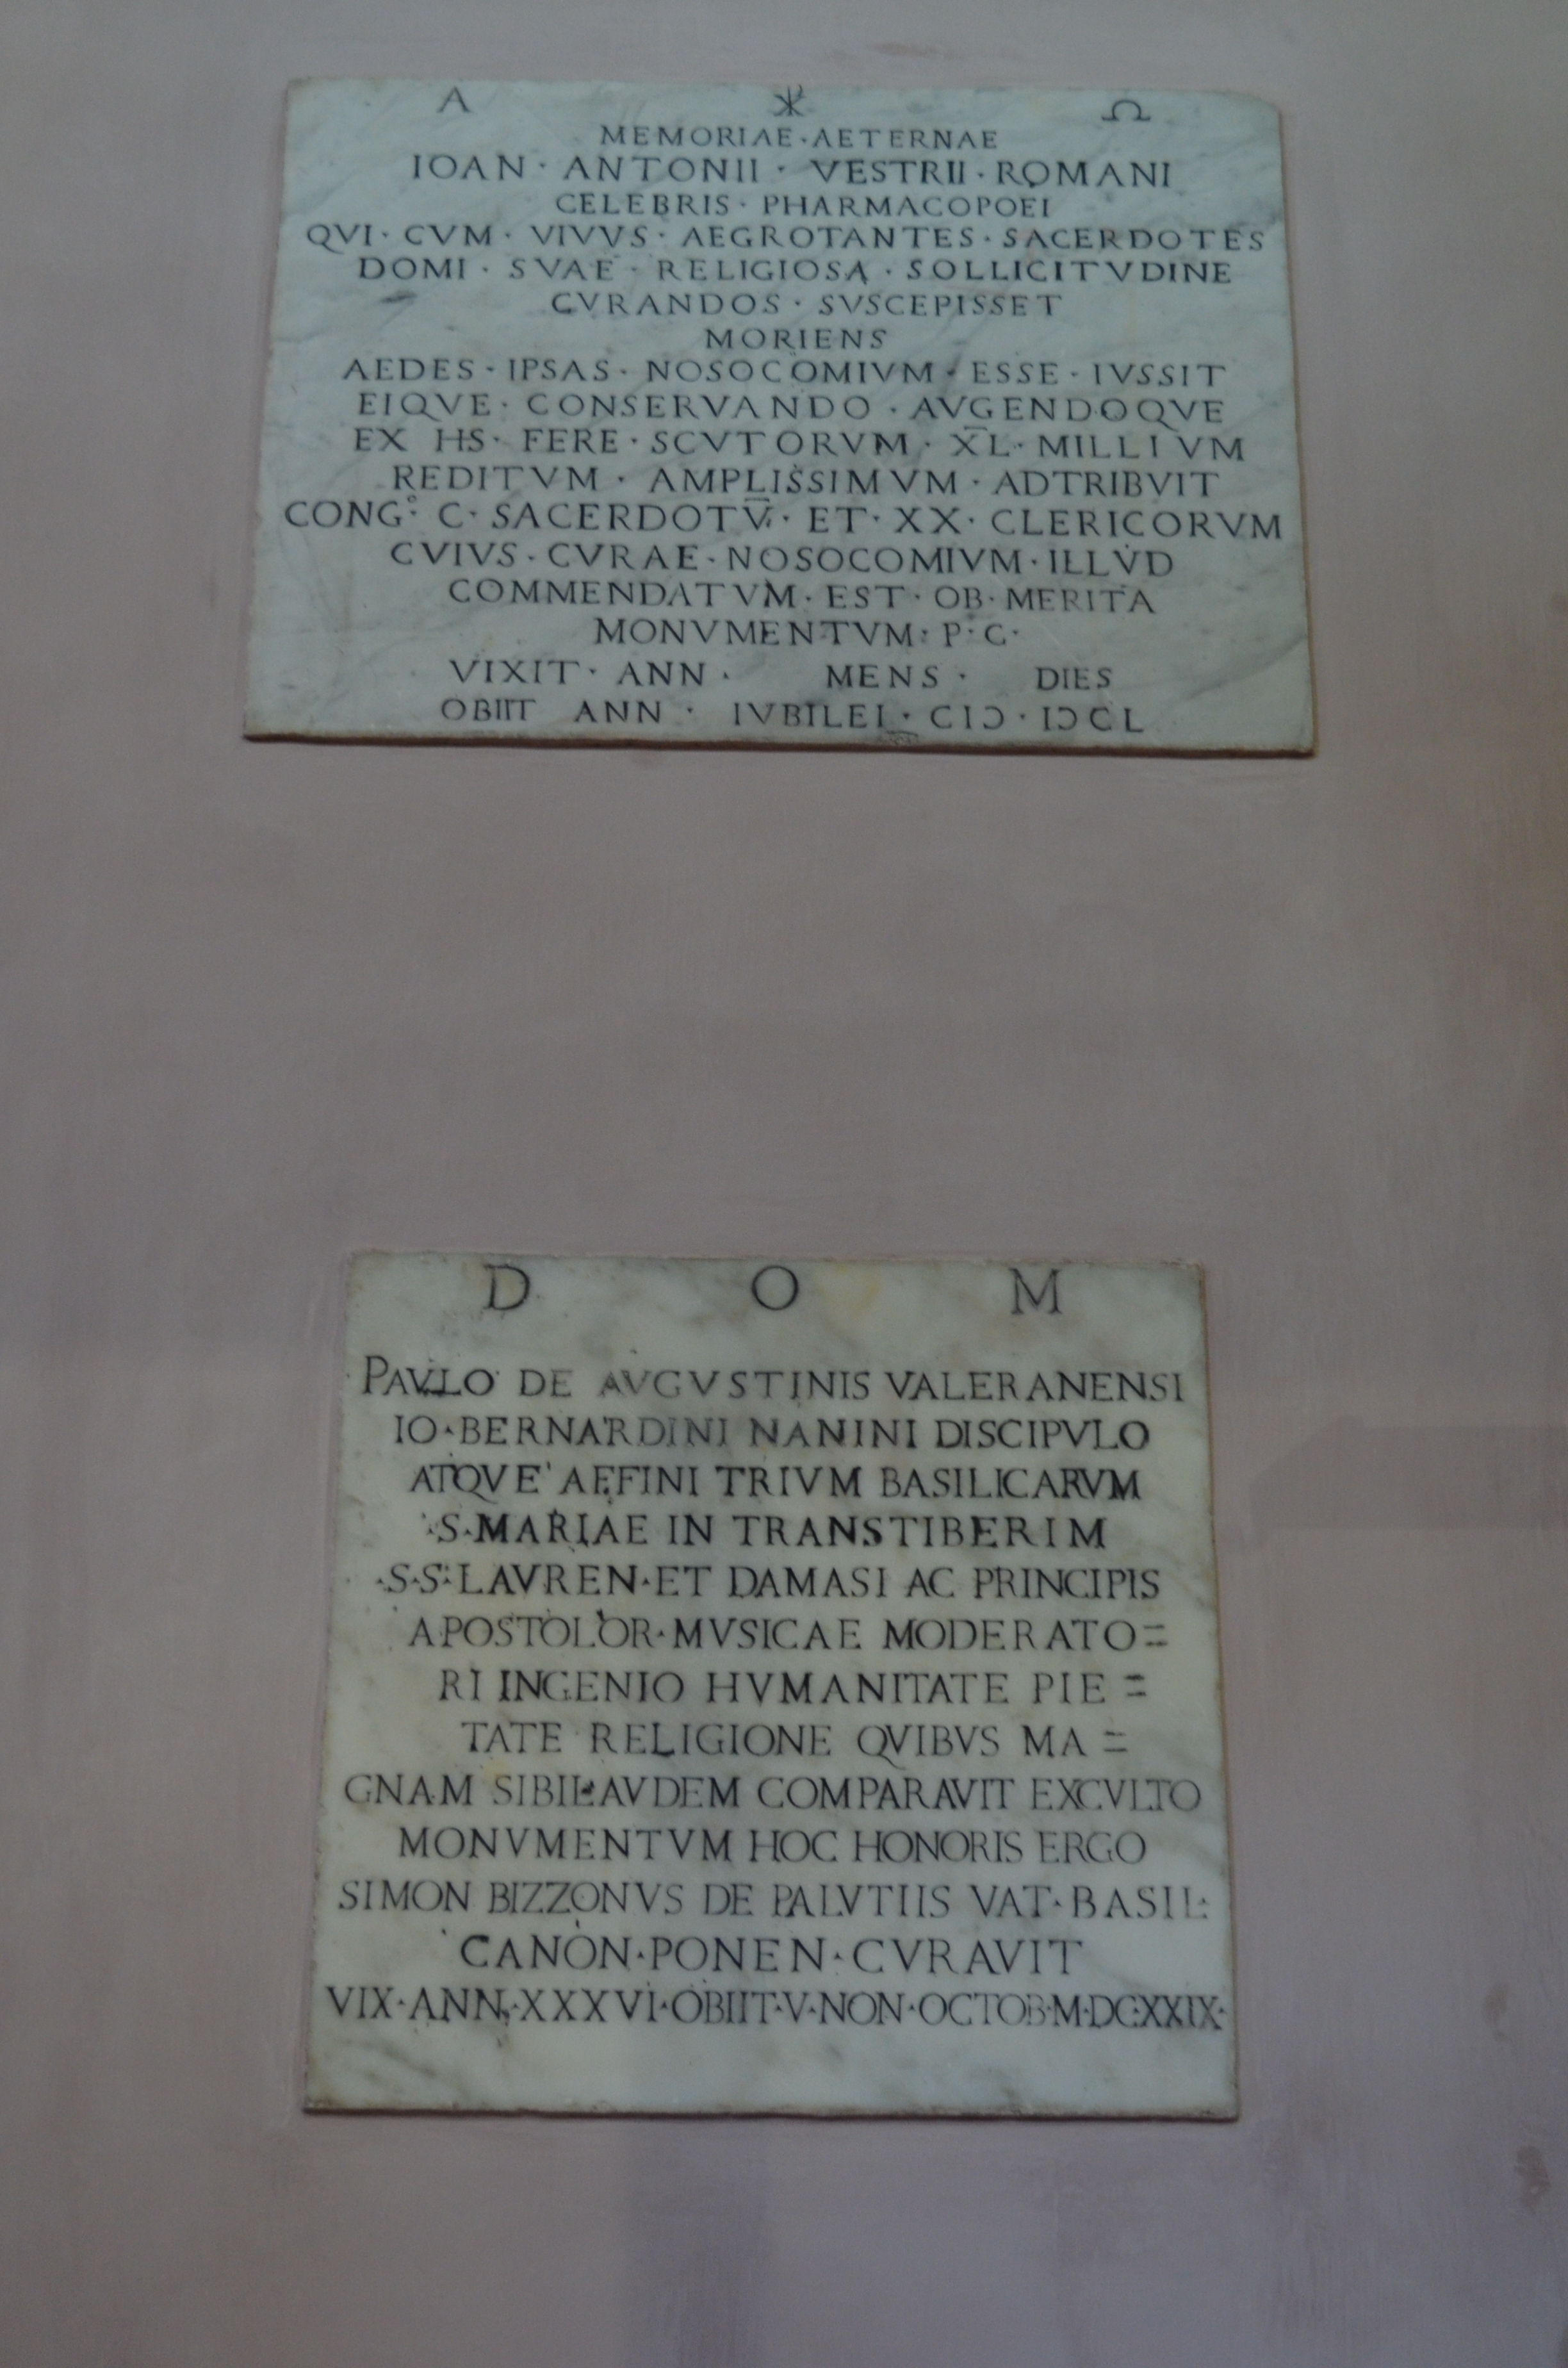 Α ☧ Ω
MEMORIAE·AETERNAE
IOAN · ANTONII · VESTRII · ROMANI
CELEBRIS · PHARMACOPOEI
QVI · CVM · VIVVS · AEGROTANTES · SACERDOTES
DOMI · SVAE · RELIGIOSA · SOLLICITVDINE
CVRANDOS · SVSCEPISSET
MORIENS
AEDES · IPSAS · NOSOCOMIVM · ESSE · IVSSIT
EIQVE · CONSERVANDO · AVGENDOQVE
EX HS · FERE · SCVTORVM · X̅L · MILLIVM
REDITVM · AMPLISSIMVM · ADTRIBVIT
CONG° · C · SACERDOTV̅ · ET · XX · CLERICORVM
CVIVS · CVRAE · NOSOCOMIVM · ILLVD
COMMENDATVM · EST · OB · MERITA
MONVMENTVM · P · C ·
VIXIT · ANN · MENS · DIES
OBIIT ANN · IVBILEI · CIↃ · IↃCL
D O M
PAVLO DE AVGVSTINIS VALERANENSI
IO·BERNARDINI NANINI DISCIPVLO
ATQVE AFFINI TRIVM BASILICARVM
·S·MARIAE IN TRANSTIBERIM
·S·S·LAVREN·ET DAMASI AC PRINCIPIS
APOSTOLOR·MVSICAE MODERATO=
RI INGENIO HVMANITATE PIE=
TATE RELIGIONE QVIBVS MA=
GNAM SIBI LAVDEM COMPARAVIT EXCVLTO
MONVMENTVM HOC HONORIS ERGO
SIMON BIZZONVS DE PALVTIIS VAT·BASIL·
CANON·PONEN·CVRAVIT
VIX·ANN·XXXVI·OBIIT·V·NON·OCTOB·M·DCXXIX·